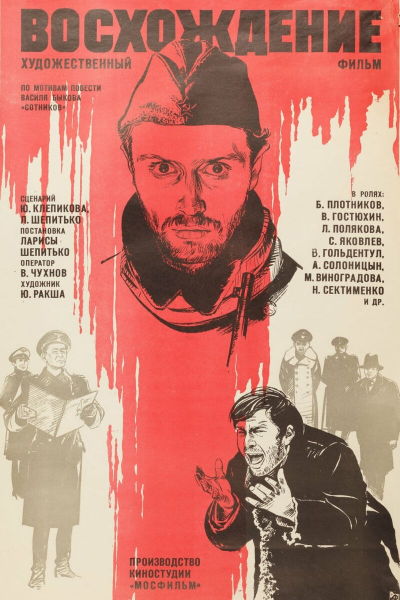 ВОСХОЖДЕНИЕ
ХУДОЖЕСТВЕННЫЙ ФИЛЬМ
ПО МОТИВАМ ПОВЕСТИ
ВАСИЛЯ БЫКОВА
«СОТНИКОВ»
СЦЕНАРИЙ
Ю. КЛЕПИКОВА,
Л. ШЕПИТЬКО
ПОСТАНОВКА
ЛАРИСЫ
ШЕПИТЬКО
ОПЕРАТОР
В. ЧУХНОВ
ХУДОЖНИК
Ю. РАКША
В РОЛЯХ:
Б. ПЛОТНИКОВ,
В. ГОСТЮХИН,
Л. ПОЛЯКОВА,
С. ЯКОВЛЕВ,
В. ГОЛЬДЕНТУЛ,
А. СОЛОНИЦЫН,
М. ВИНОГРАДОВА,
Н. СЕКТИМЕНКО
И ДР.
ПРОИЗВОДСТВО
КИНОСТУДИИ
«МОСФИЛЬМ»